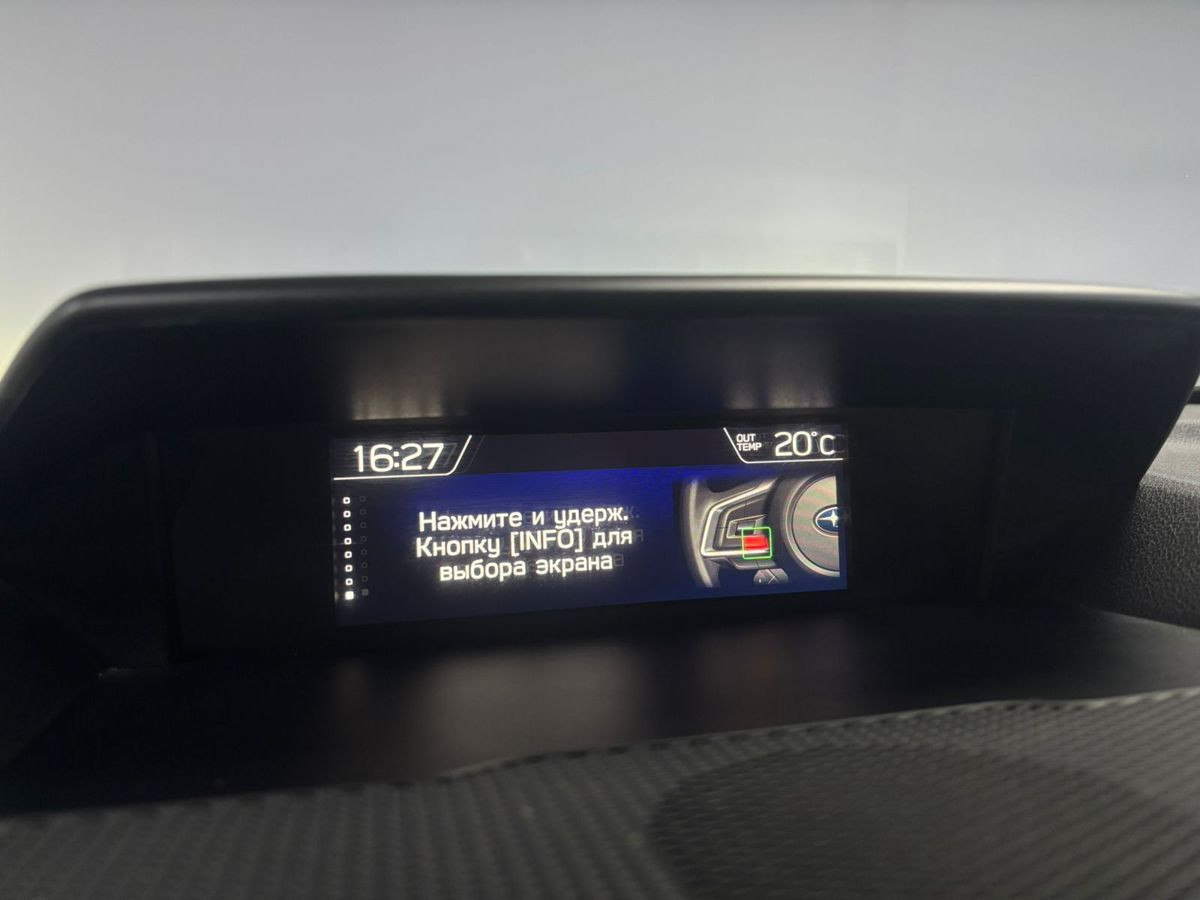 16:27
OUT
TEMP
20°C
Нажмите и удерж.
Кнопку [INFO] для
выбора экрана